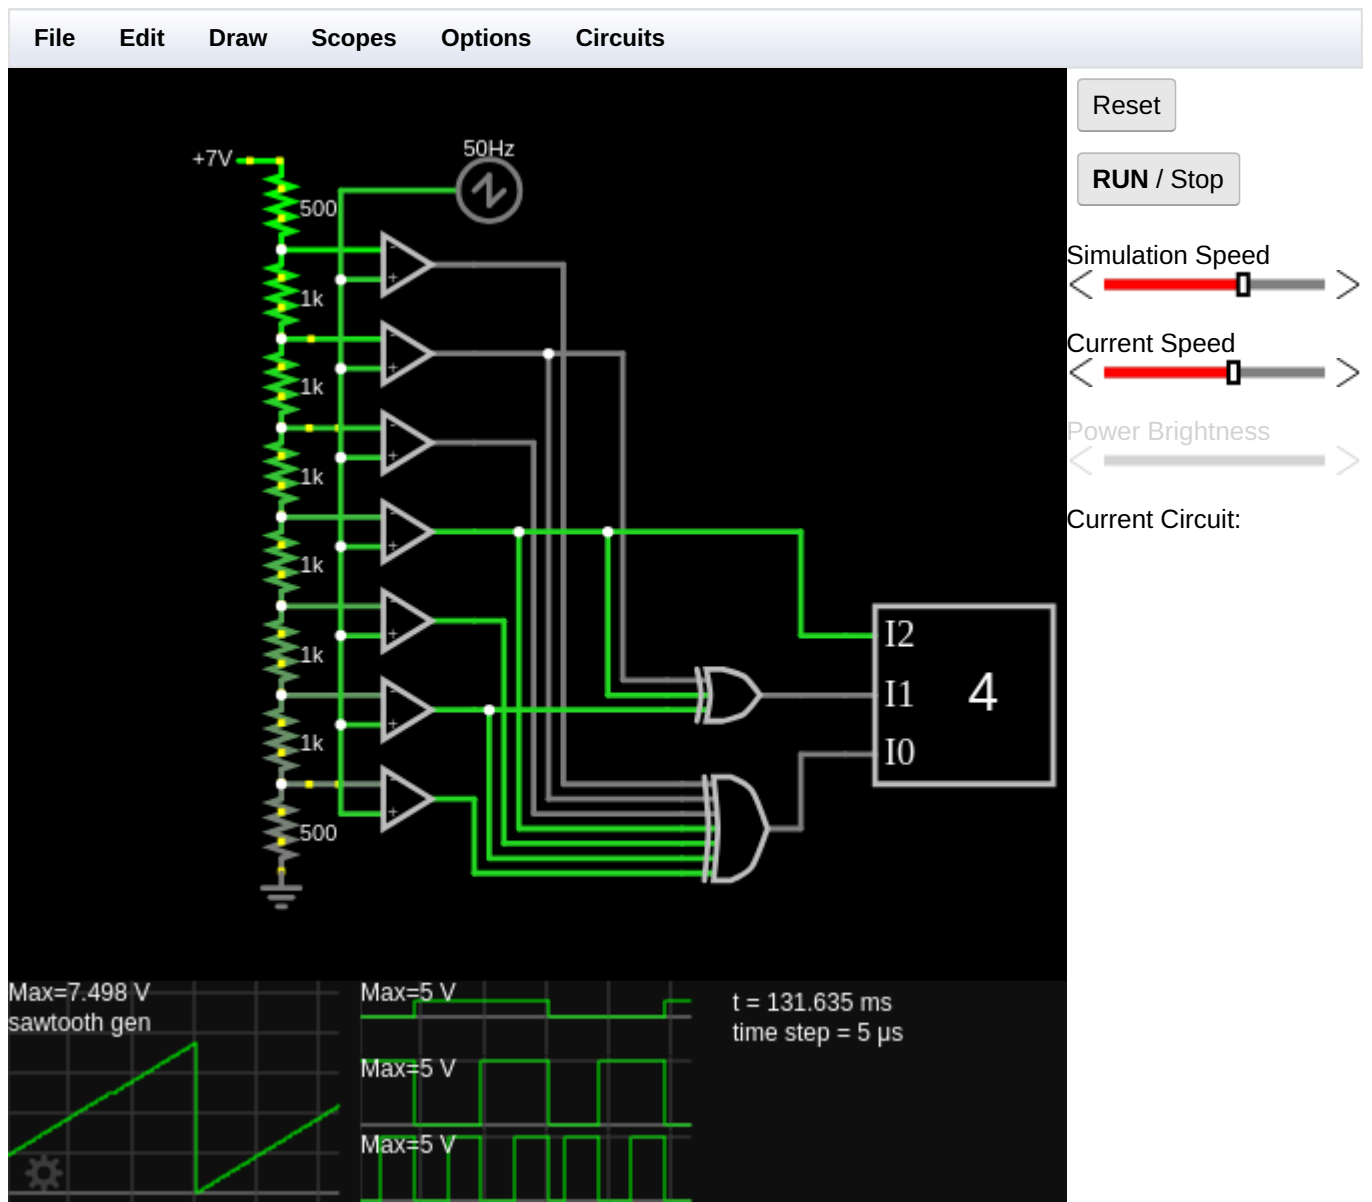 File Edit Draw Scopes Options Circuits
Reset
RUN / Stop
Simulation Speed
Current Speed
Power Brightness
Current Circuit:
50Hz
+7V
500
1k
1k
1k
1k
1k
1k
500
- +
- +
- +
- +
- +
- +
- +
I2
I1
I0
4
Max=7.498 V
sawtooth gen
Max=5 V
Max=5 V
Max=5 V
t = 131.635 ms
time step = 5 μs